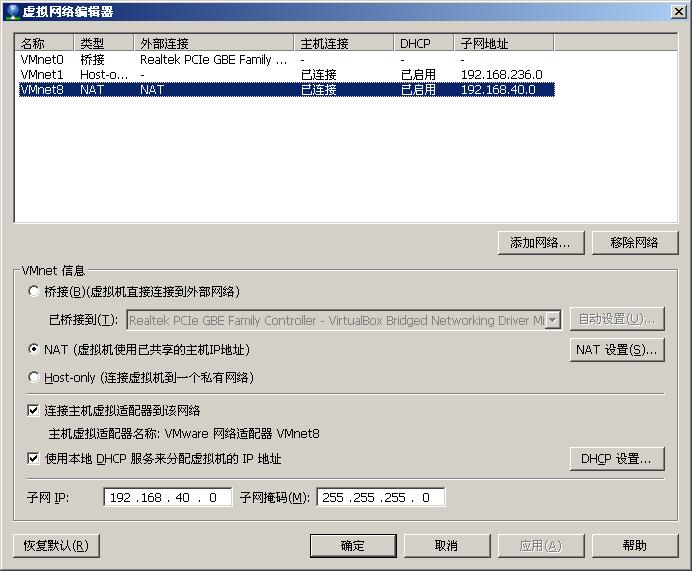 虚拟网络编辑器
名称 类型 外部连接 主机连接 DHCP 子网地址
VMnet0 桥接 Realtek PCIe GBE Family ... - - -
VMnet1 Host-o... - 已连接 已启用 192.168.236.0
VMnet8 NAT NAT 已连接 已启用 192.168.40.0
添加网络... 移除网络
VMnet 信息
桥接(B)(虚拟机直接连接到外部网络)
已桥接到(T): Realtek PCIe GBE Family Controller - VirtualBox Bridged Networking Driver Mi 自动设置(U)...
NAT (虚拟机使用已共享的主机IP地址) NAT 设置(S)...
Host-only (连接虚拟机到一个私有网络)
连接主机虚拟适配器到该网络
主机虚拟适配器名称: VMware 网络适配器 VMnet8
使用本地 DHCP 服务来分配虚拟机的 IP 地址 DHCP 设置...
子网 IP: 192 .168 . 40 . 0 子网掩码(M): 255 .255 .255 . 0
恢复默认(R) 确定 取消 应用(A) 帮助